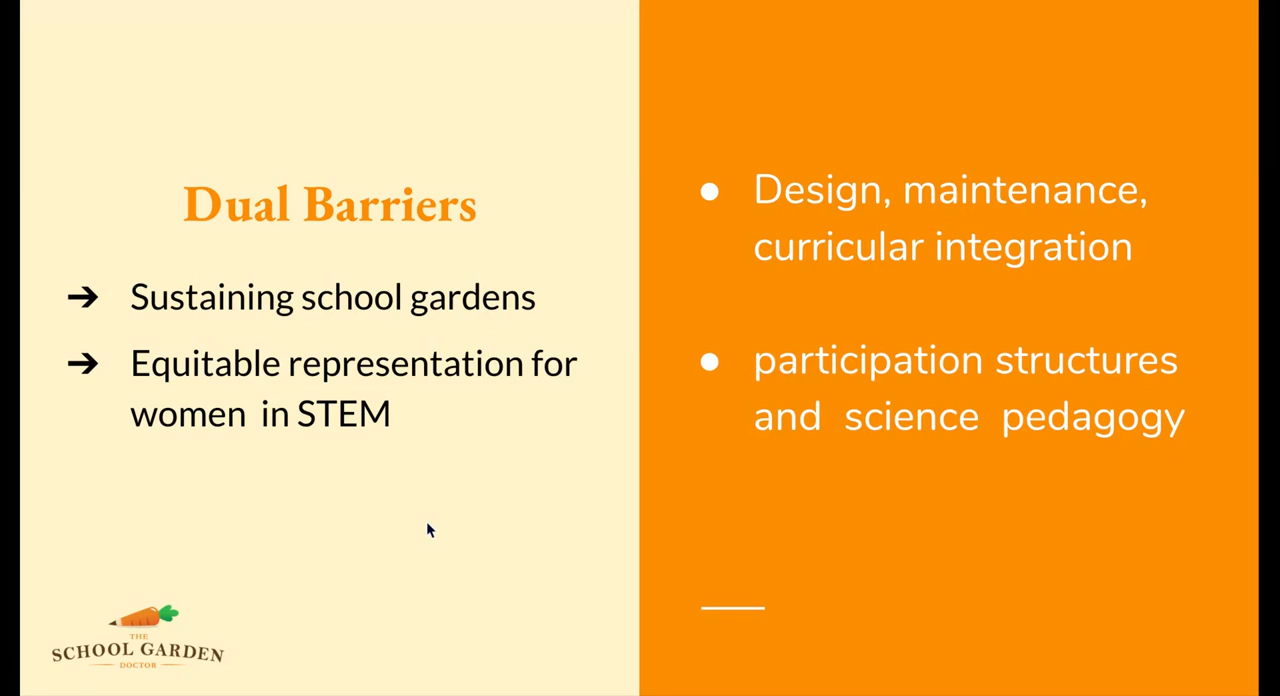 Dual Barriers
➔ Sustaining school gardens
➔ Equitable representation for
women in STEM
● Design, maintenance,
curricular integration
● participation structures
and science pedagogy
THE
SCHOOL GARDEN
DOCTOR